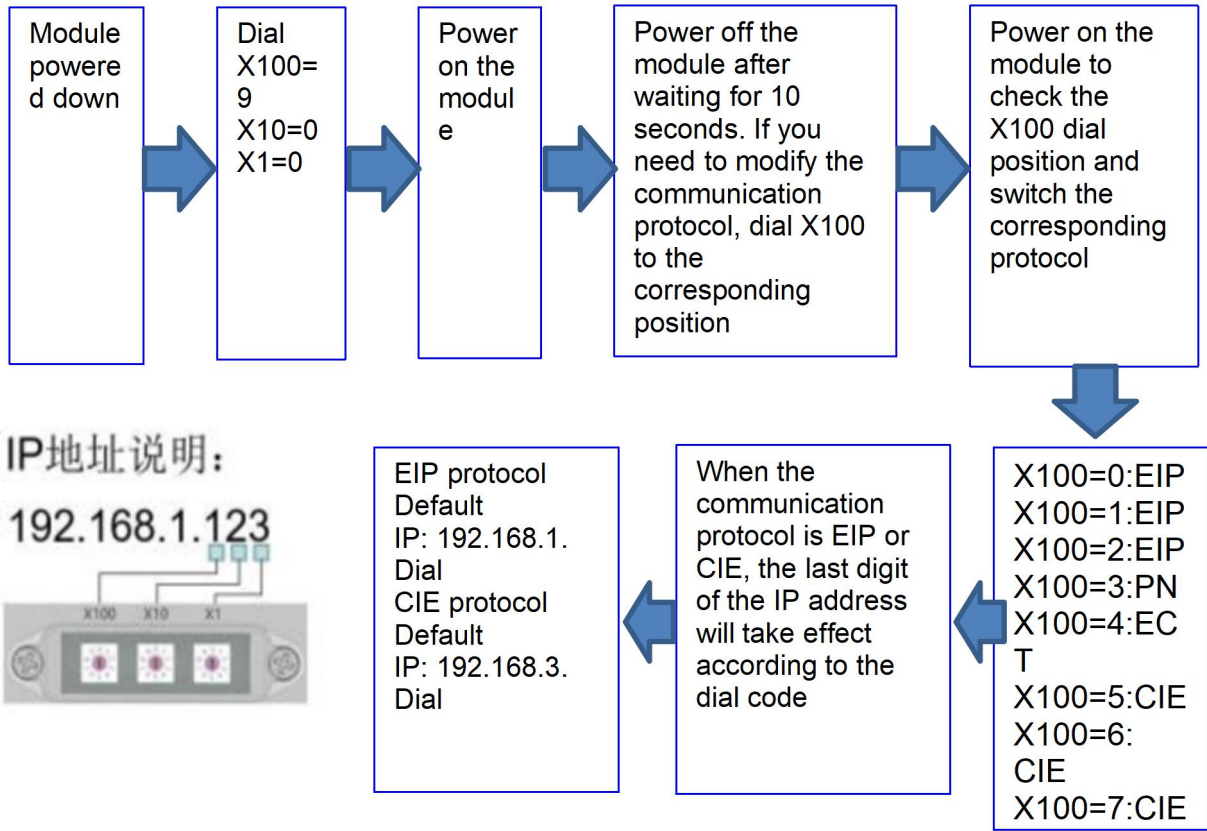 Module
powere
d down
Dial
X100=
9
X10=0
X1=0
Power
on the
modul
e
Power off the
module after
waiting for 10
seconds. If you
need to modify the
communication
protocol, dial X100
to the
corresponding
position
Power on the
module to
check the
X100 dial
position and
switch the
corresponding
protocol
X100=0:EIP
X100=1:EIP
X100=2:EIP
X100=3:PN
X100=4:EC
T
X100=5:CIE
X100=6:
CIE
X100=7:CIE
When the
communication
protocol is EIP or
CIE, the last digit
of the IP address
will take effect
according to the
dial code
EIP protocol
Default
IP: 192.168.1.
Dial
CIE protocol
Default
IP: 192.168.3.
Dial
IP地址说明:
192.168.1.123
X100 X10 X1